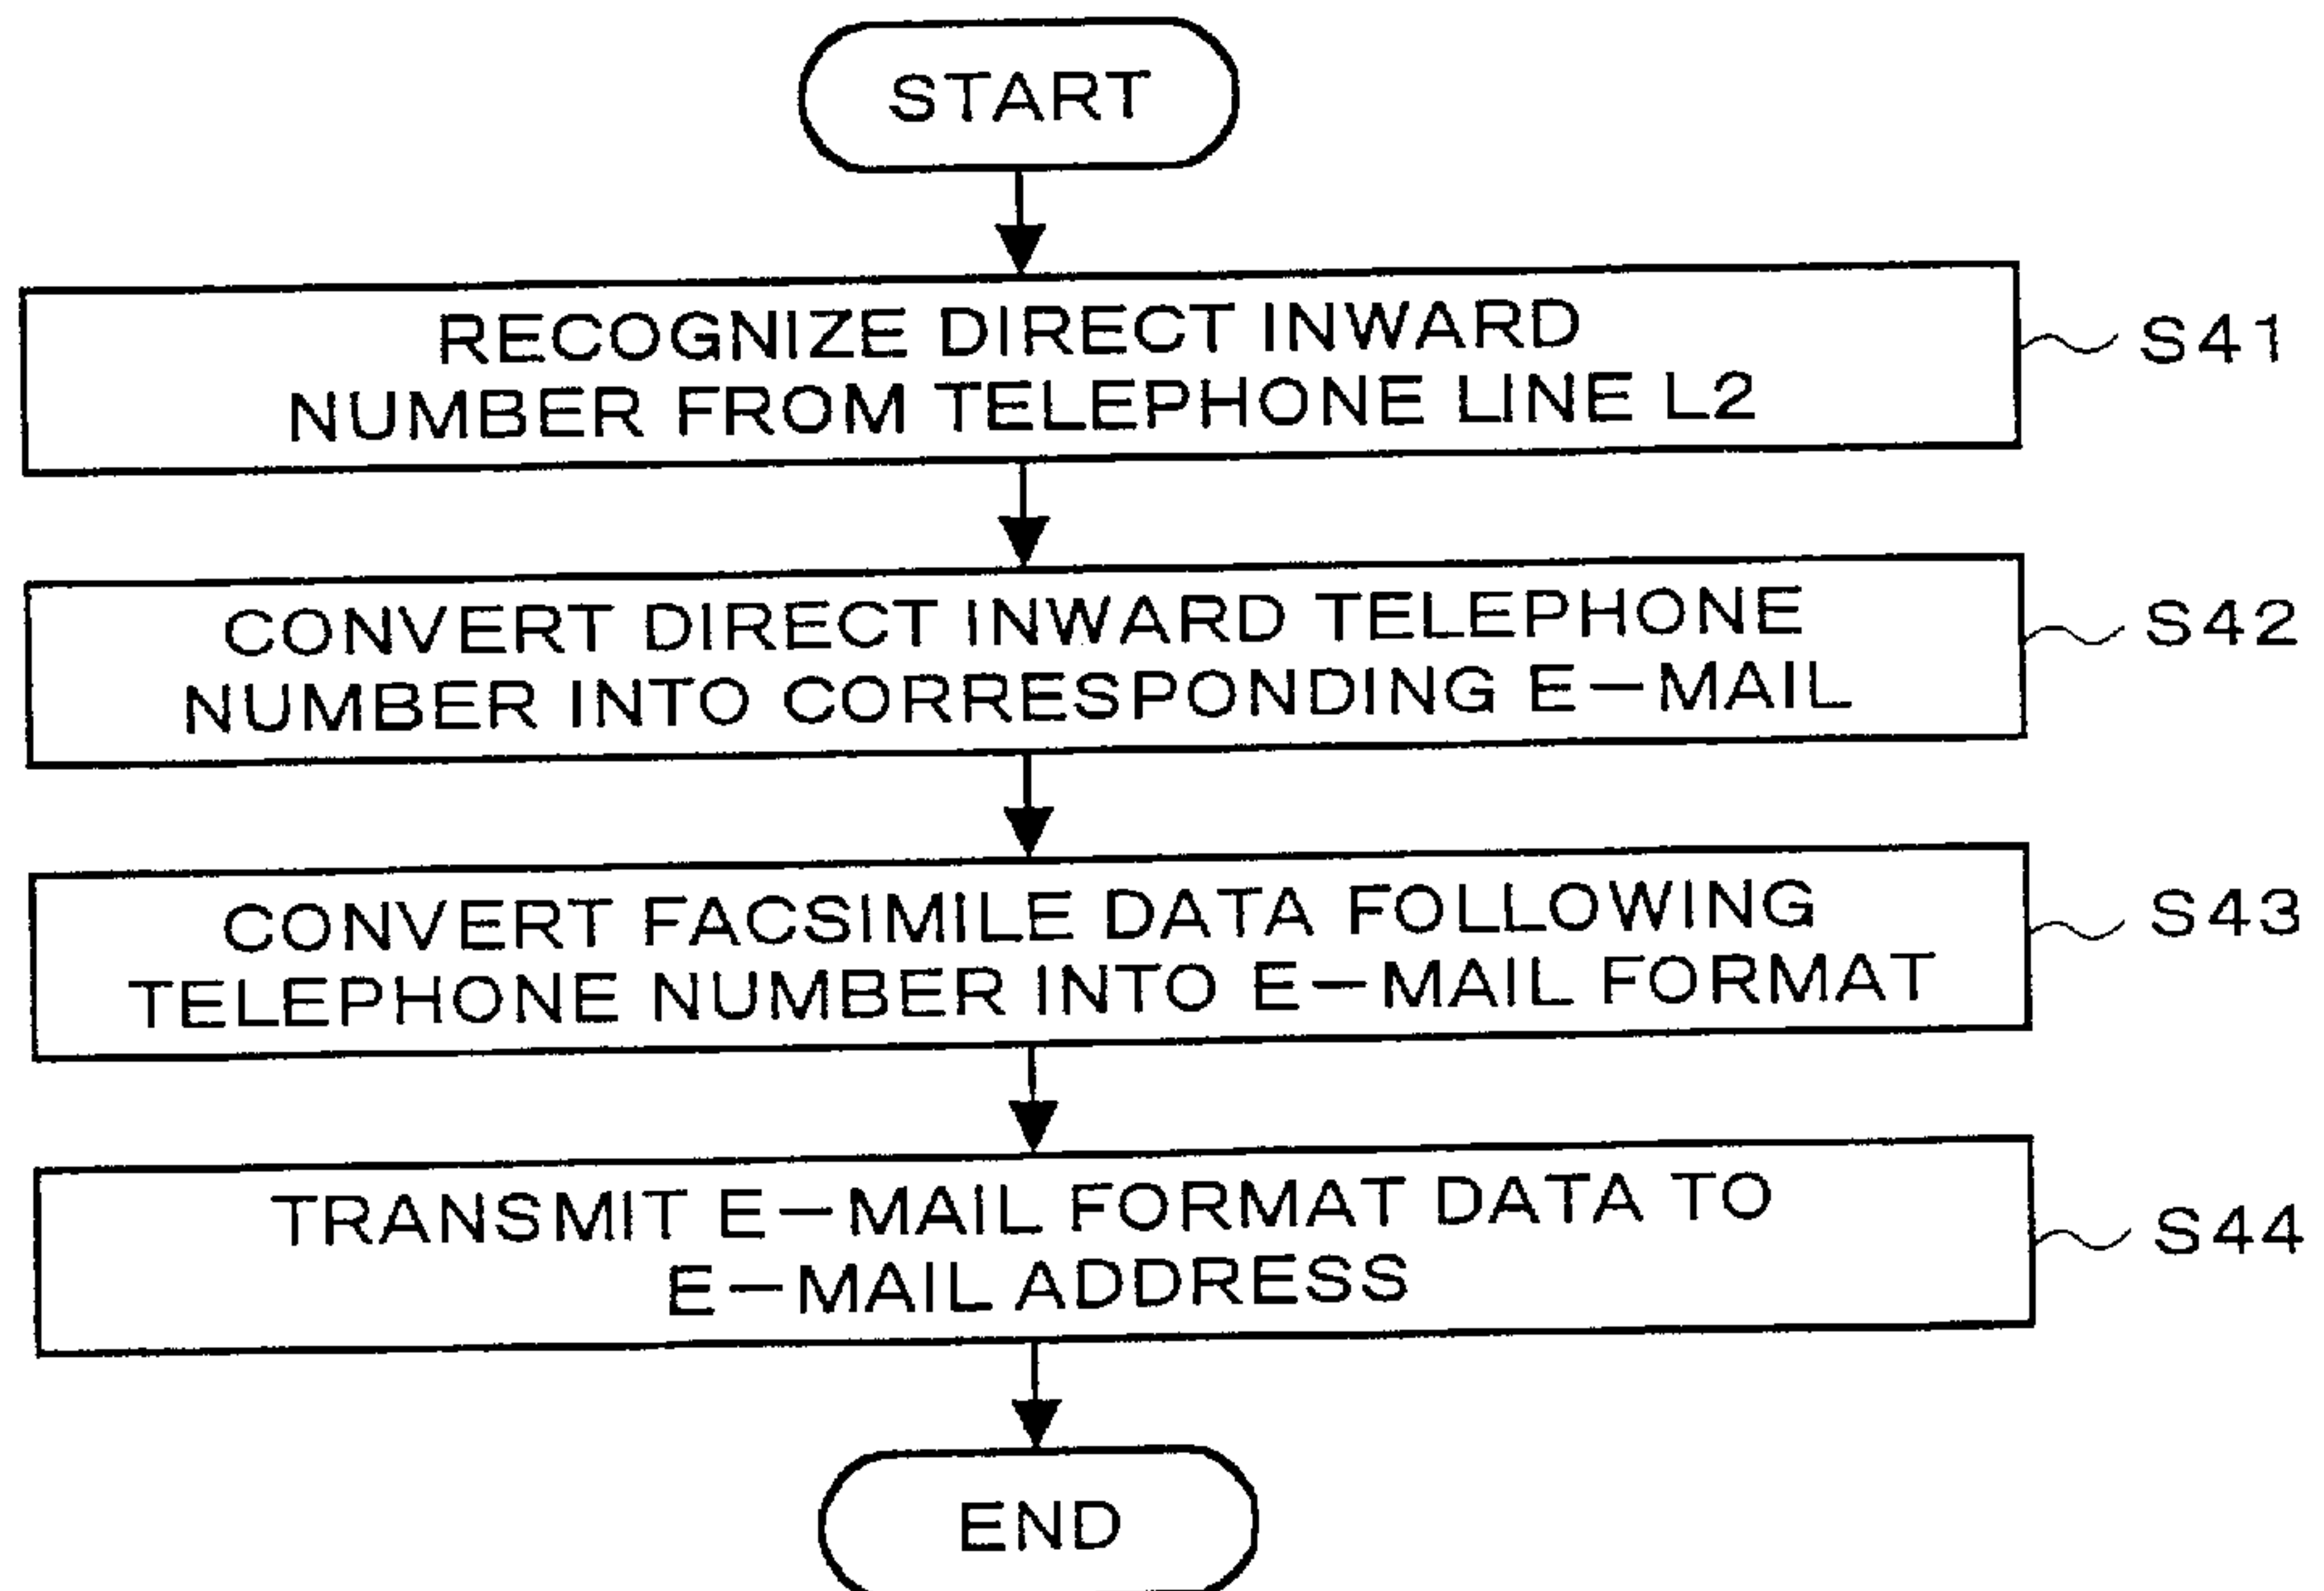 START
RECOGNIZE DIRECT INWARD
NUMBER FROM TELEPHONE LINE L2
S41
CONVERT DIRECT INWARD TELEPHONE
NUMBER INTO CORRESPONDING E-MAIL
S42
CONVERT FACSIMILE DATA FOLLOWING
TELEPHONE NUMBER INTO E-MAIL FORMAT
S43
TRANSMIT E-MAIL FORMAT DATA TO
E-MAIL ADDRESS
S44
END